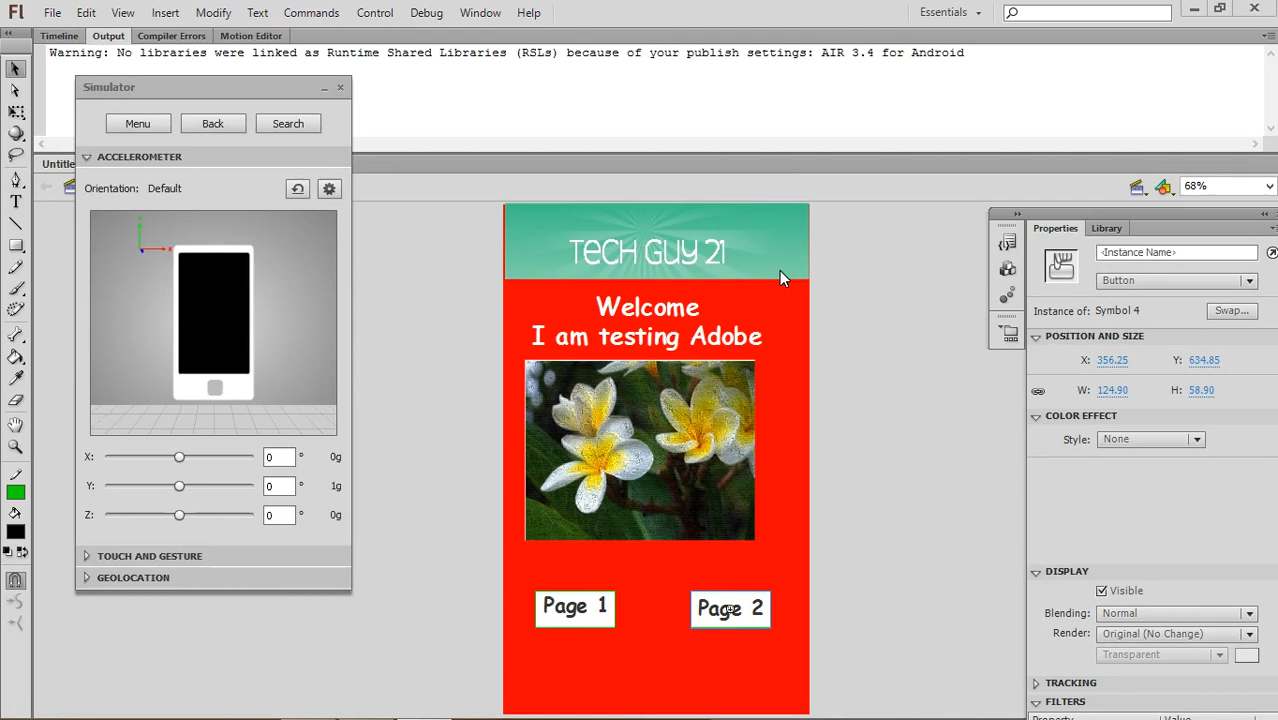 Fl File Edit View Insert Modify Text Commands Control Debug Window Help Essentials
Timeline Output Compiler Errors Motion Editor
Warning: No libraries were linked as Runtime Shared Libraries (RSLs) because of your publish settings: AIR 3.4 for Android
Simulator
Menu Back Search
ACCELEROMETER
Orientation: Default
X: 0 ° 0g
Y: 0 ° 1g
Z: 0 ° 0g
TOUCH AND GESTURE
GEOLOCATION
Untitle
68%
TECH GUY 21
Welcome
I am testing Adobe
Page 1 Page 2
Properties Library
<Instance Name>
Button
Instance of: Symbol 4 Swap...
POSITION AND SIZE
X: 356.25 Y: 634.85
W: 124.90 H: 58.90
COLOR EFFECT
Style: None
DISPLAY
Visible
Blending: Normal
Render: Original (No Change)
Transparent
TRACKING
FILTERS
Property Value